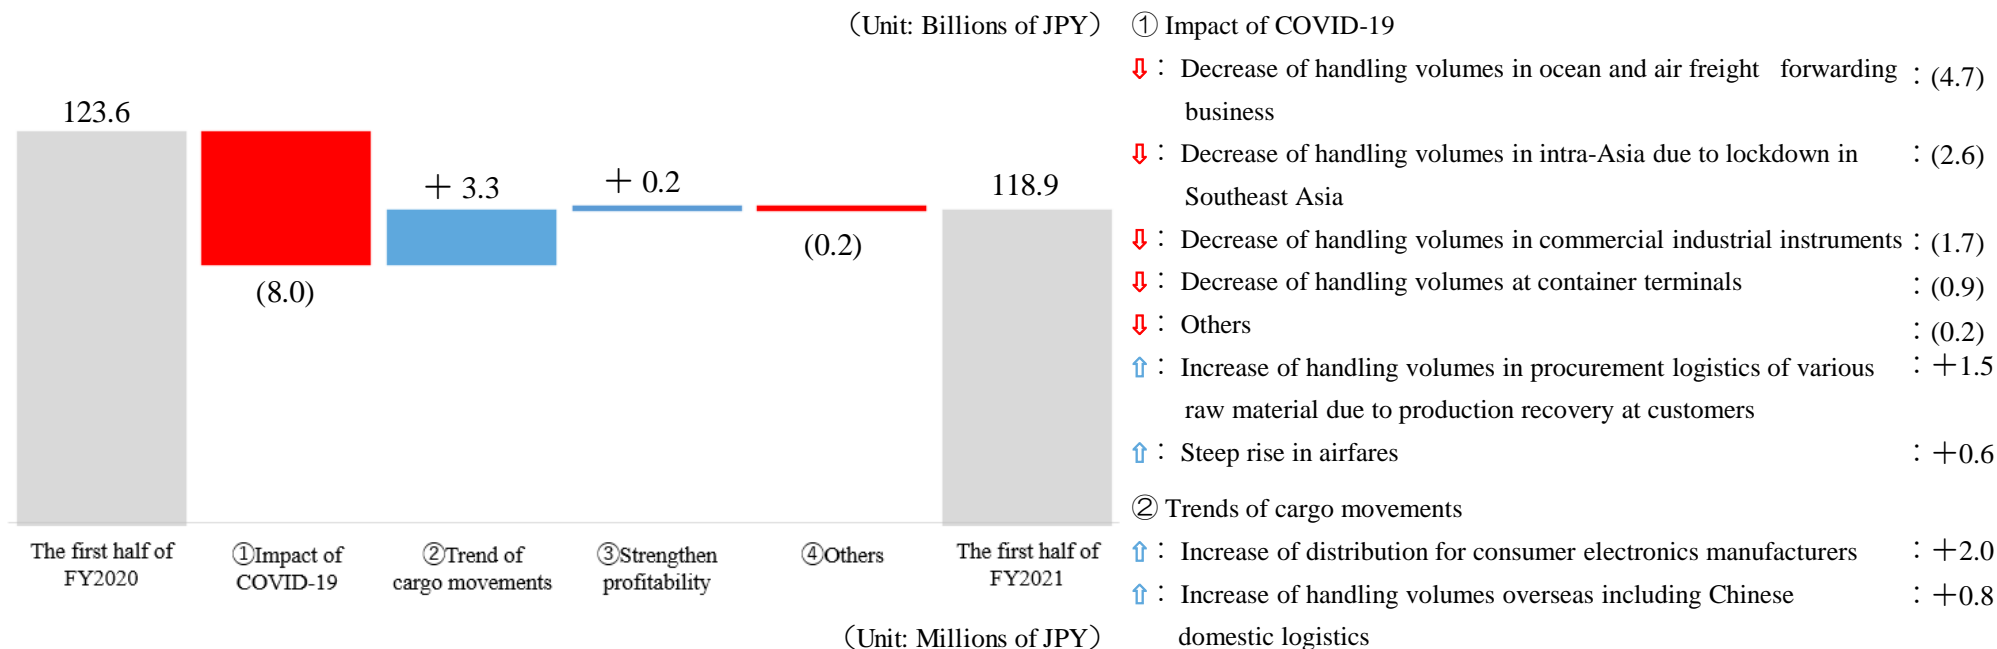 （Unit: Billions of JPY）
123.6
(8.0)
＋ 3.3
＋ 0.2
(0.2)
118.9
The first half of
FY2020
①Impact of
COVID-19
②Trend of
cargo movements
③Strengthen
profitability
④Others
The first half of
FY2021
（Unit: Millions of JPY）
① Impact of COVID-19
⇩： Decrease of handling volumes in ocean and air freight forwarding ：(4.7)
business
⇩： Decrease of handling volumes in intra-Asia due to lockdown in ：(2.6)
Southeast Asia
⇩： Decrease of handling volumes in commercial industrial instruments ：(1.7)
⇩： Decrease of handling volumes at container terminals ：(0.9)
⇩： Others ：(0.2)
⇧： Increase of handling volumes in procurement logistics of various ：＋1.5
raw material due to production recovery at customers
⇧： Steep rise in airfares ：＋0.6
② Trends of cargo movements
⇧： Increase of distribution for consumer electronics manufacturers ：＋2.0
⇧： Increase of handling volumes overseas including Chinese ：＋0.8
domestic logistics